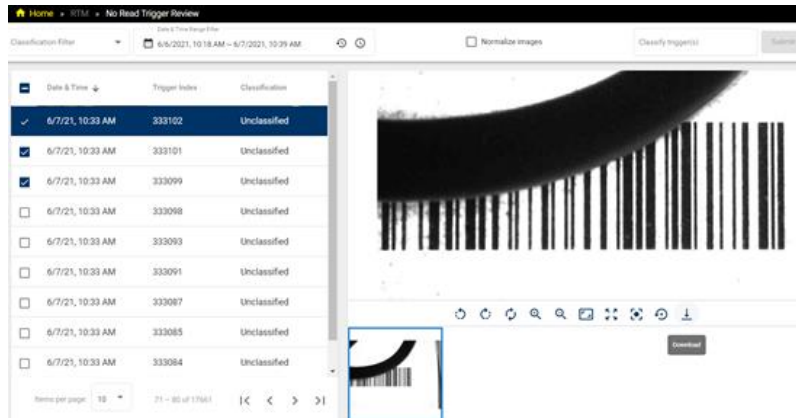 Home » RTM » No Read Trigger Review
Classification Filter
Date & Time Range Filter
6/6/2021, 10:18 AM – 6/7/2021, 10:39 AM
Normalize images
Classify trigger(s)
Submit
Date & Time Trigger Index Classification
6/7/21, 10:33 AM 333102 Unclassified
6/7/21, 10:33 AM 333101 Unclassified
6/7/21, 10:33 AM 333099 Unclassified
6/7/21, 10:33 AM 333098 Unclassified
6/7/21, 10:33 AM 333093 Unclassified
6/7/21, 10:33 AM 333091 Unclassified
6/7/21, 10:33 AM 333087 Unclassified
6/7/21, 10:33 AM 333085 Unclassified
6/7/21, 10:33 AM 333084 Unclassified
Items per page: 10 71 – 80 of 17661
Download